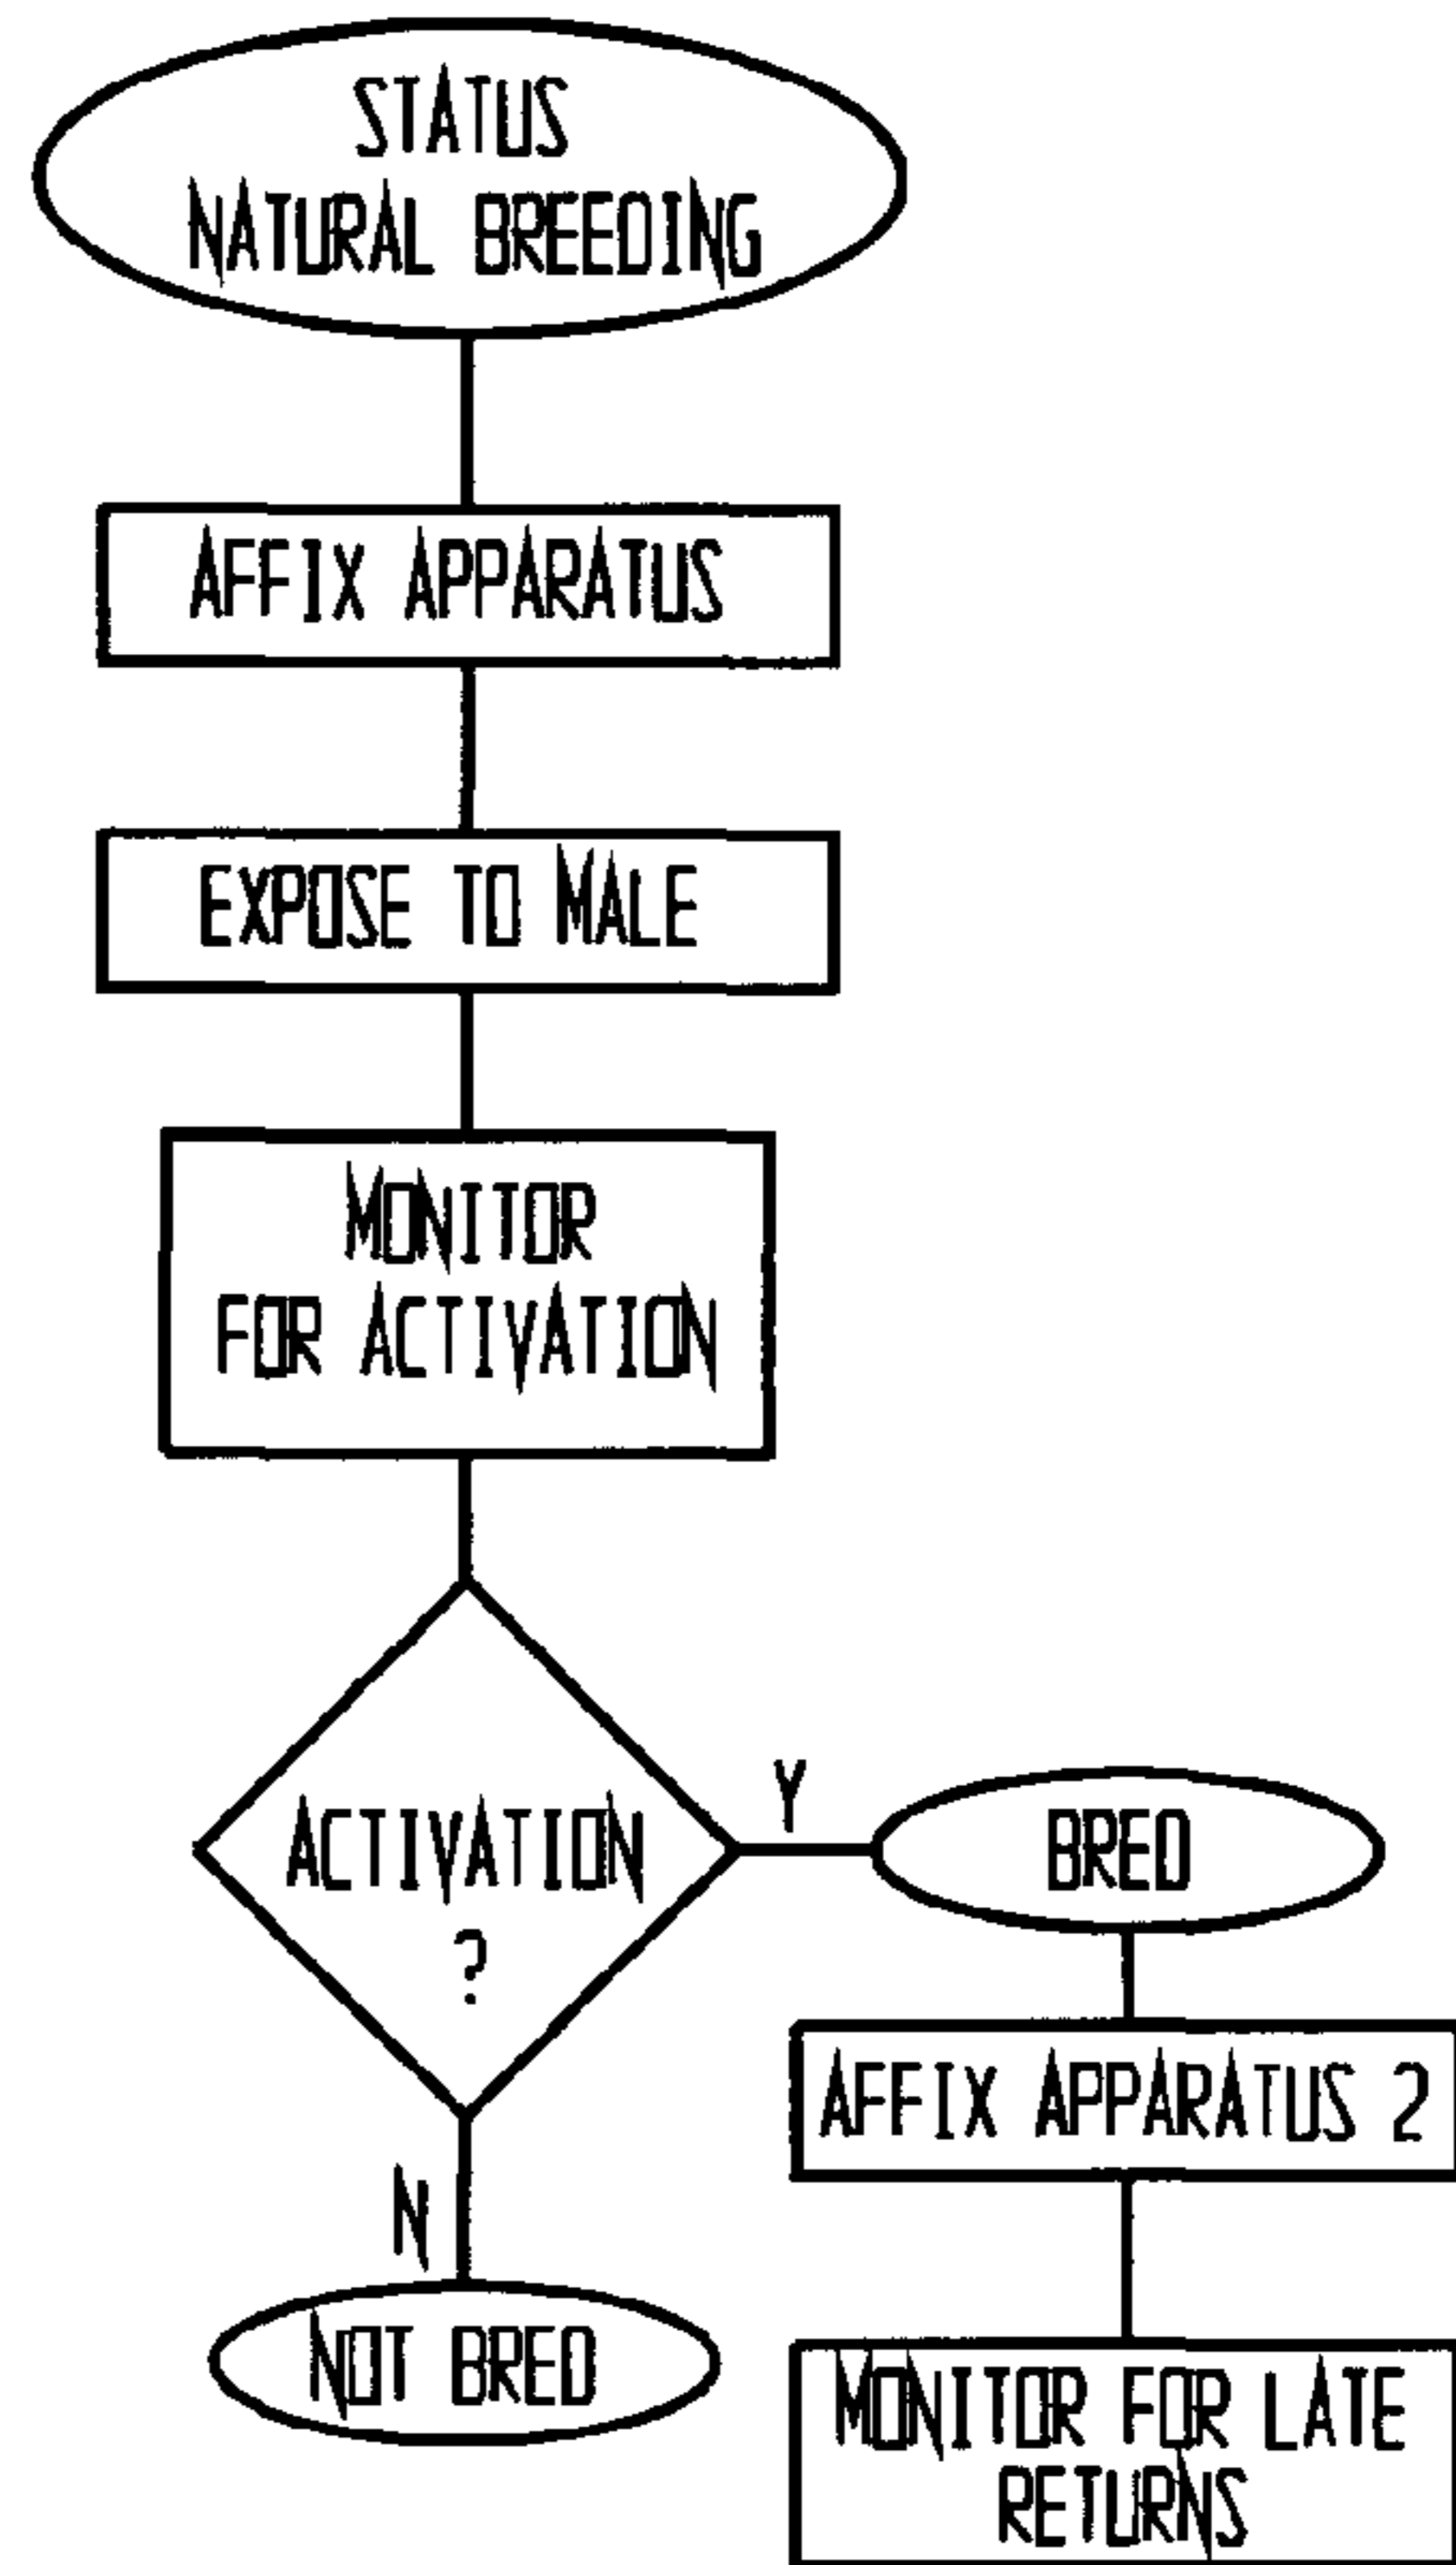 STATUS
NATURAL BREEDING
AFFIX APPARATUS
EXPOSE TO MALE
MONITOR
FOR ACTIVATION
ACTIVATION
?
Y
BRED
AFFIX APPARATUS 2
MONITOR FOR LATE
RETURNS
N
NOT BRED